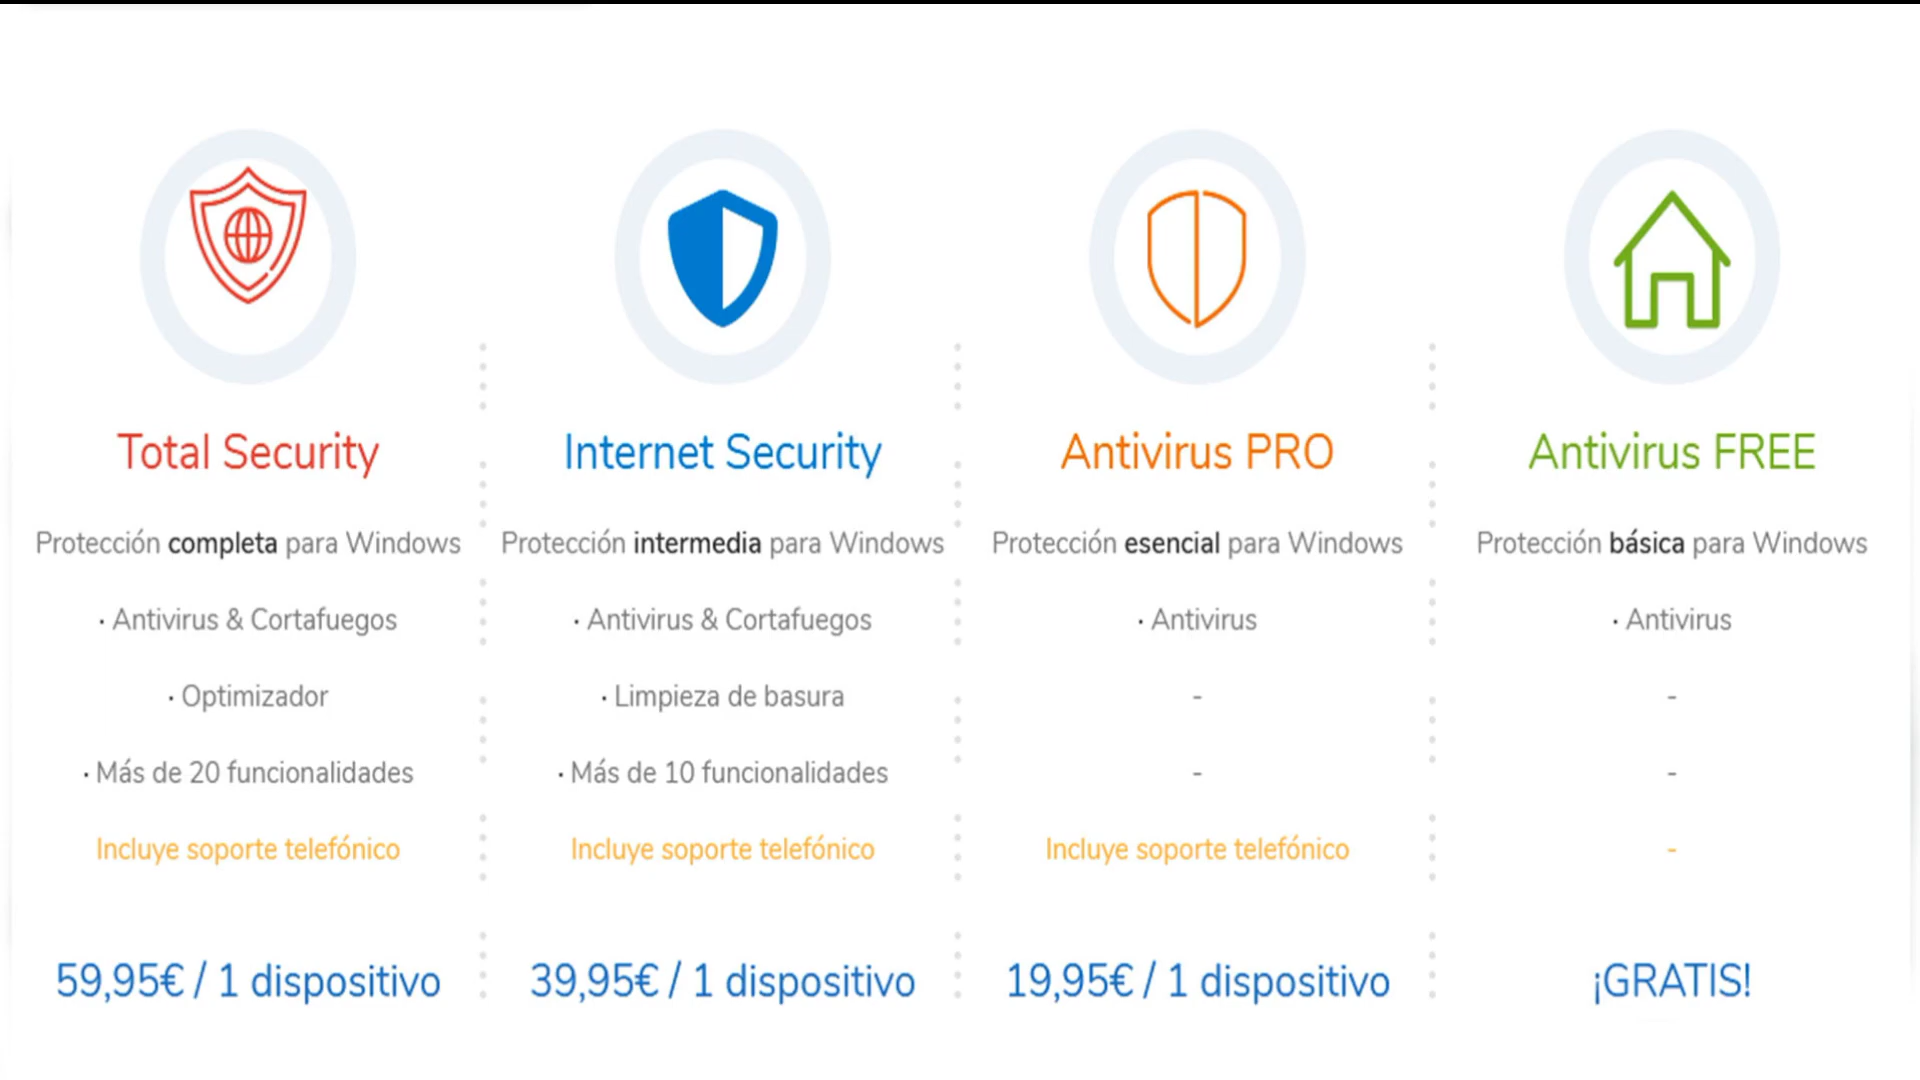 Total Security
Protección completa para Windows
· Antivirus & Cortafuegos
· Optimizador
· Más de 20 funcionalidades
Incluye soporte telefónico
59,95€ / 1 dispositivo
Internet Security
Protección intermedia para Windows
· Antivirus & Cortafuegos
· Limpieza de basura
· Más de 10 funcionalidades
Incluye soporte telefónico
39,95€ / 1 dispositivo
Antivirus PRO
Protección esencial para Windows
· Antivirus
-
-
Incluye soporte telefónico
19,95€ / 1 dispositivo
Antivirus FREE
Protección básica para Windows
· Antivirus
-
-
-
¡GRATIS!